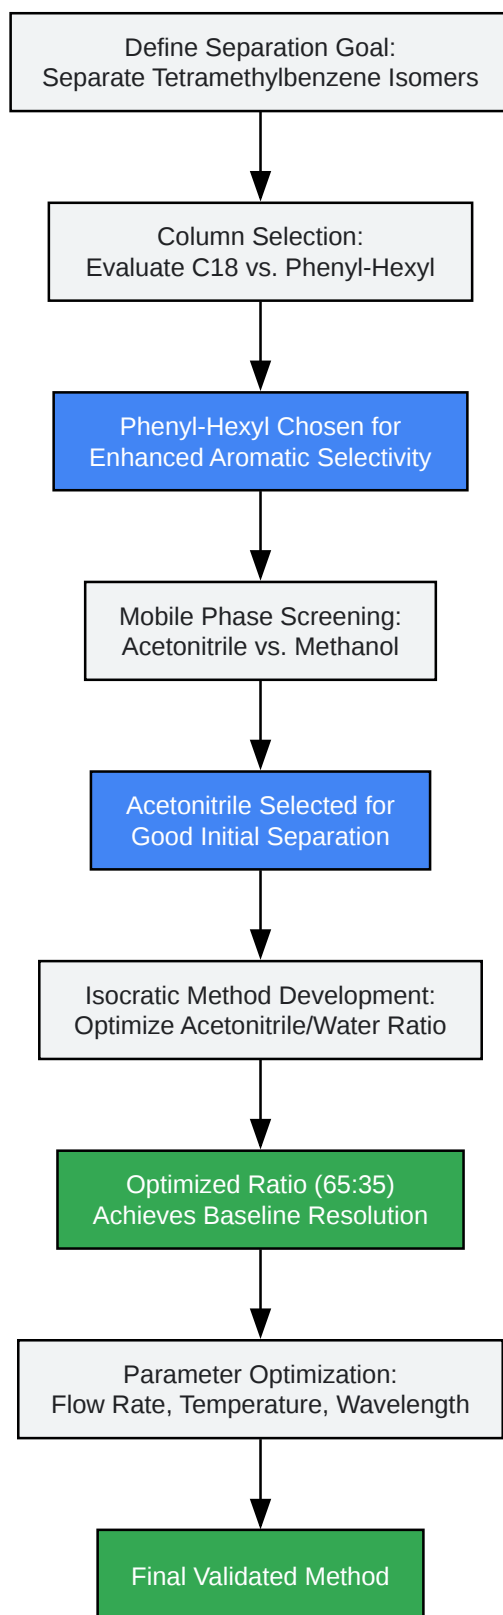 Define Separation Goal:
Separate Tetramethylbenzene Isomers
Column Selection:
Evaluate C18 vs. Phenyl-Hexyl
Phenyl-Hexyl Chosen for
Enhanced Aromatic Selectivity
Mobile Phase Screening:
Acetonitrile vs. Methanol
Acetonitrile Selected for
Good Initial Separation
Isocratic Method Development:
Optimize Acetonitrile/Water Ratio
Optimized Ratio (65:35)
Achieves Baseline Resolution
Parameter Optimization:
Flow Rate, Temperature, Wavelength
Final Validated Method